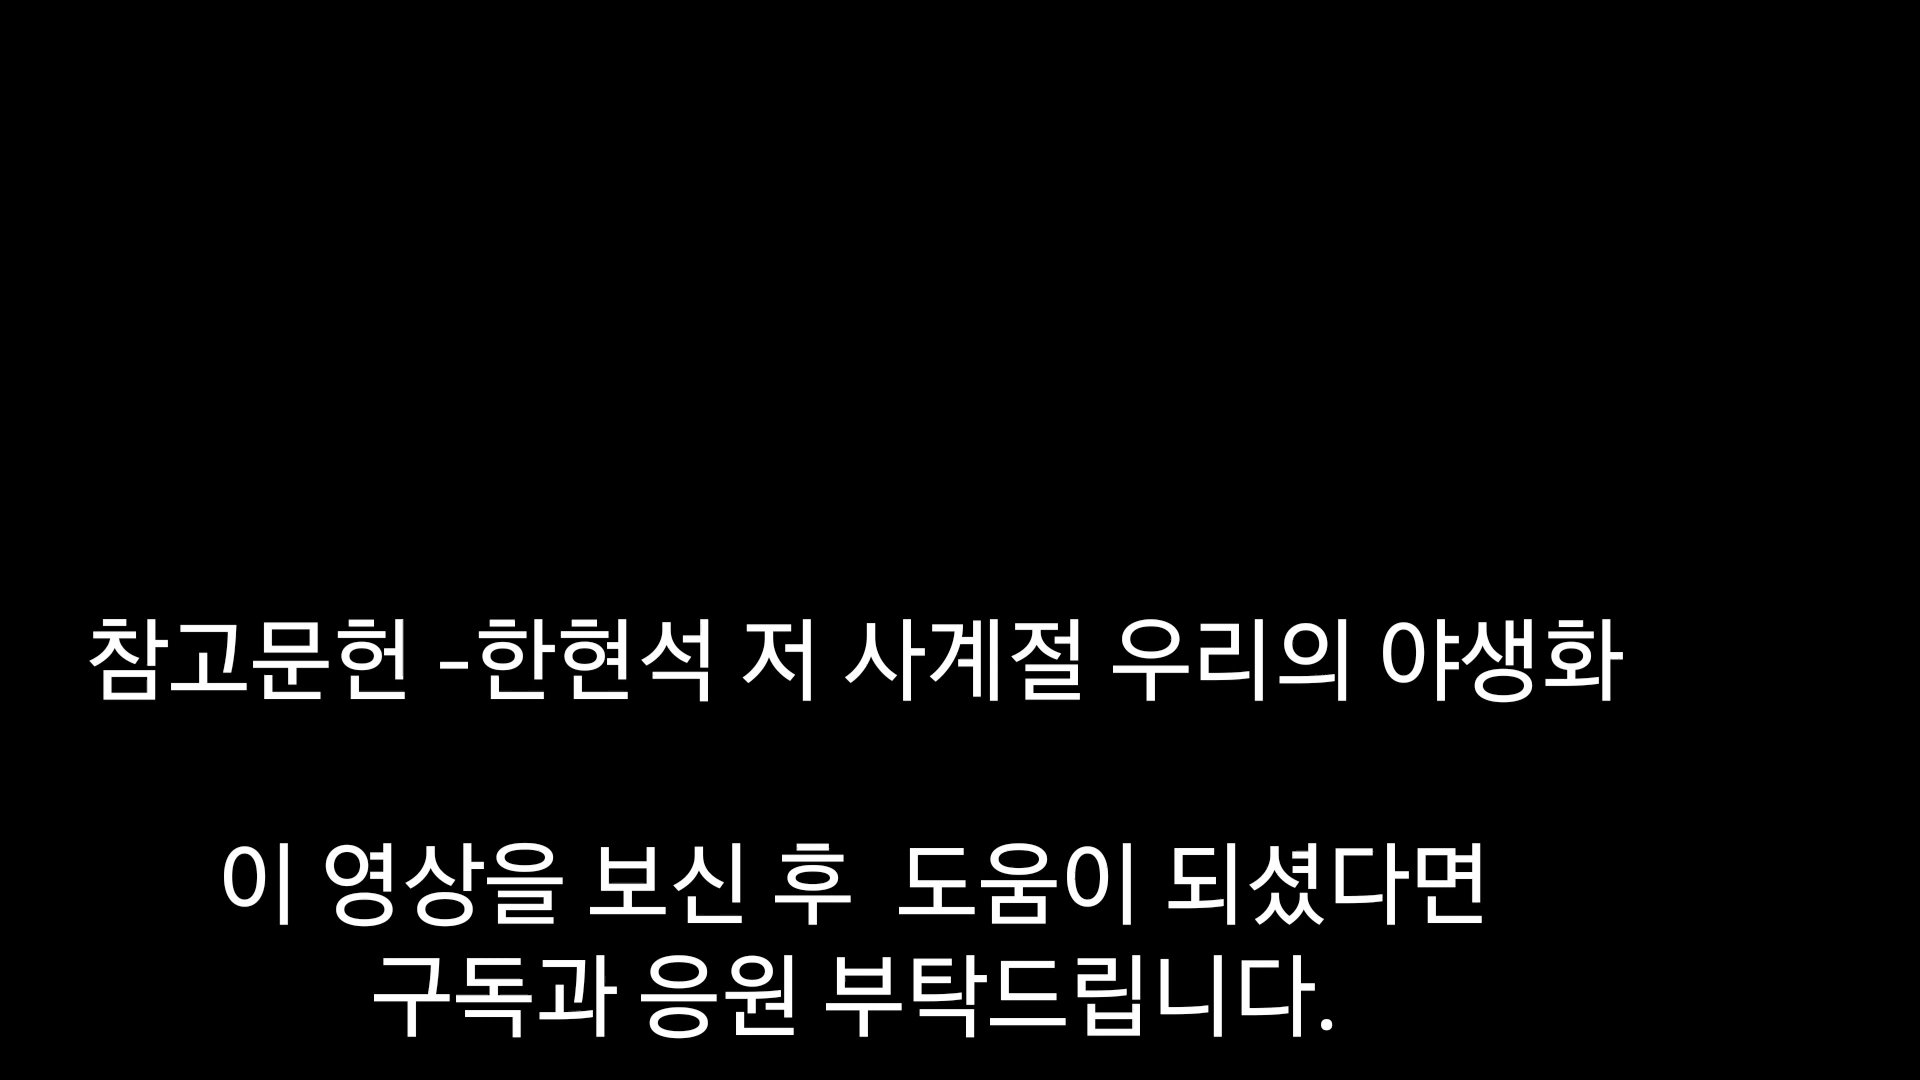 참고문헌 -한현석 저 사계절 우리의 야생화
이 영상을 보신 후  도움이 되셨다면
구독과 응원 부탁드립니다.